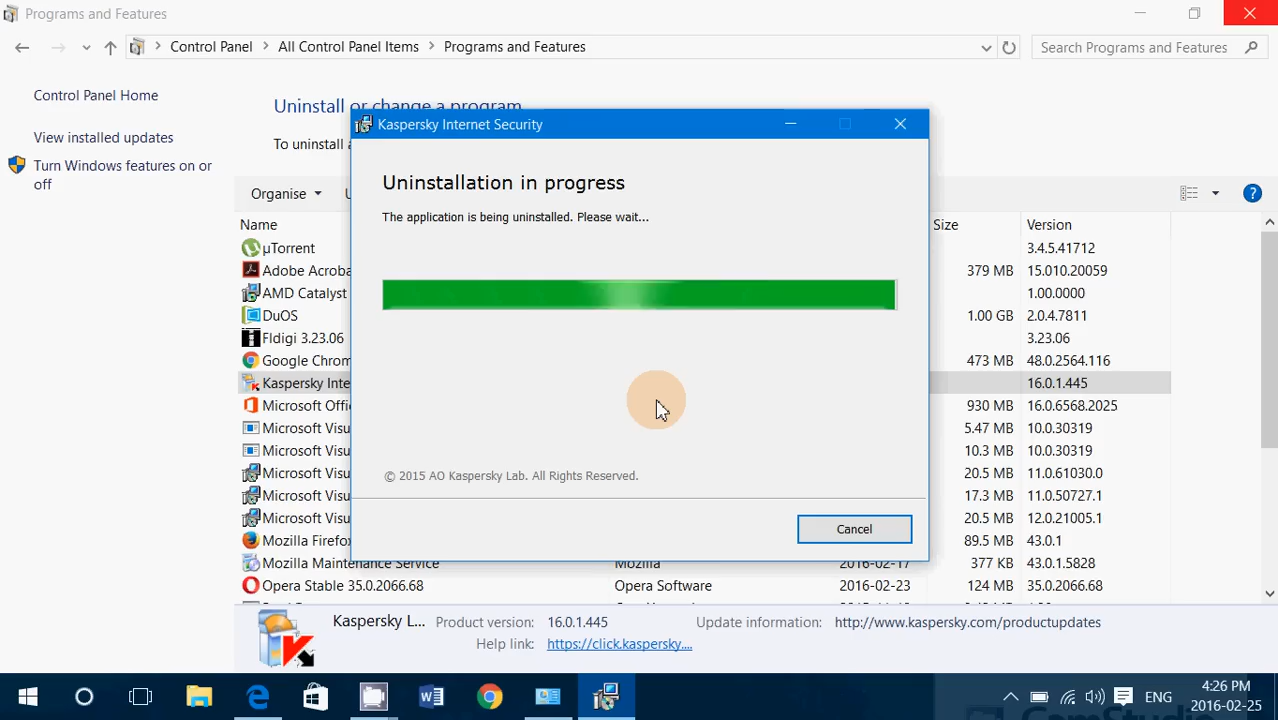 Programs and Features
Control Panel > All Control Panel Items > Programs and Features
Search Programs and Features
Control Panel Home
View installed updates
Turn Windows features on or
off
Uninstall or change a program
To uninstall a
Organise
Kaspersky Internet Security
Uninstallation in progress
The application is being uninstalled. Please wait...
© 2015 AO Kaspersky Lab. All Rights Reserved.
Cancel
Name Size Version
µTorrent 3.4.5.41712
Adobe Acroba 379 MB 15.010.20059
AMD Catalyst 1.00.0000
DuOS 1.00 GB 2.0.4.7811
Fldigi 3.23.06 3.23.06
Google Chrom 473 MB 48.0.2564.116
Kaspersky Inte 16.0.1.445
Microsoft Offi 930 MB 16.0.6568.2025
Microsoft Visu 5.47 MB 10.0.30319
Microsoft Visu 10.3 MB 10.0.30319
Microsoft Visu 20.5 MB 11.0.61030.0
Microsoft Visu 17.3 MB 11.0.50727.1
Microsoft Visu 20.5 MB 12.0.21005.1
Mozilla Firefo 89.5 MB 43.0.1
Mozilla Maintenance Service Mozilla 2016-02-17 377 KB 43.0.1.5828
Opera Stable 35.0.2066.68 Opera Software 2016-02-23 124 MB 35.0.2066.68
Kaspersky L... Product version: 16.0.1.445 Update information: http://www.kaspersky.com/productupdates
Help link: https://click.kaspersky....
ENG
4:26 PM
2016-02-25